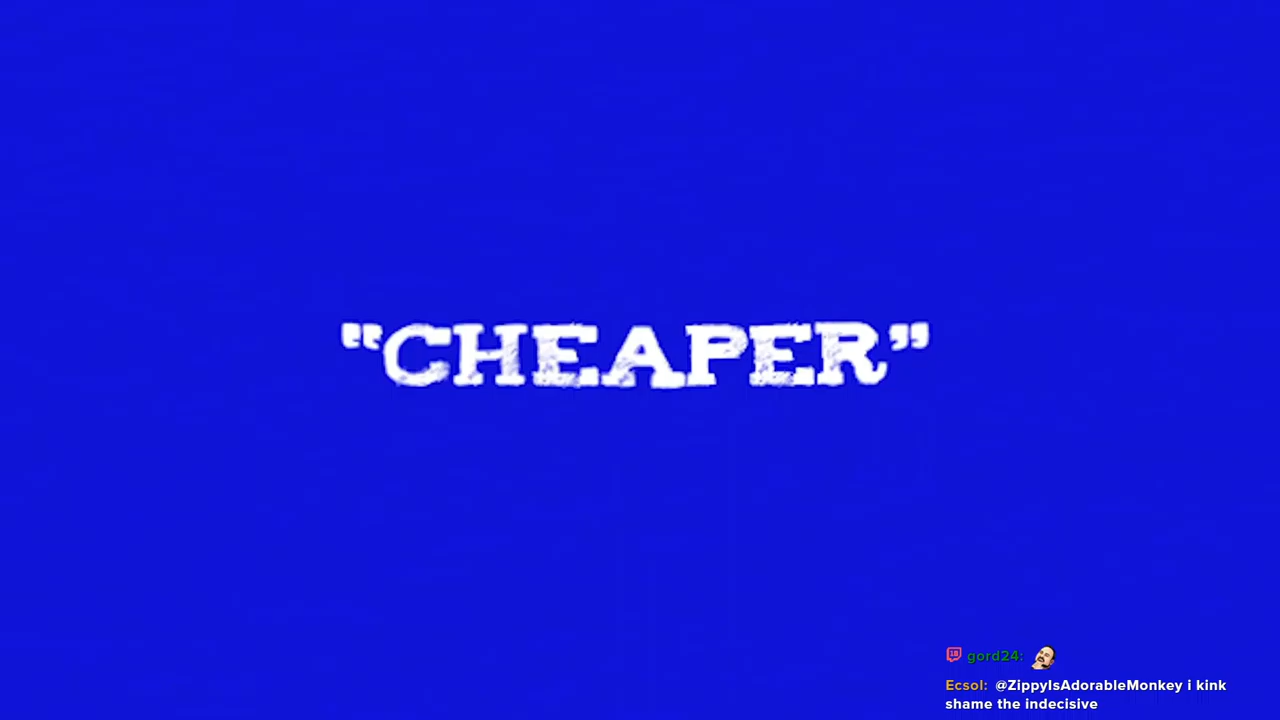 “CHEAPER”
gord24:
Ecsol: @ZippyIsAdorableMonkey i kink
shame the indecisive